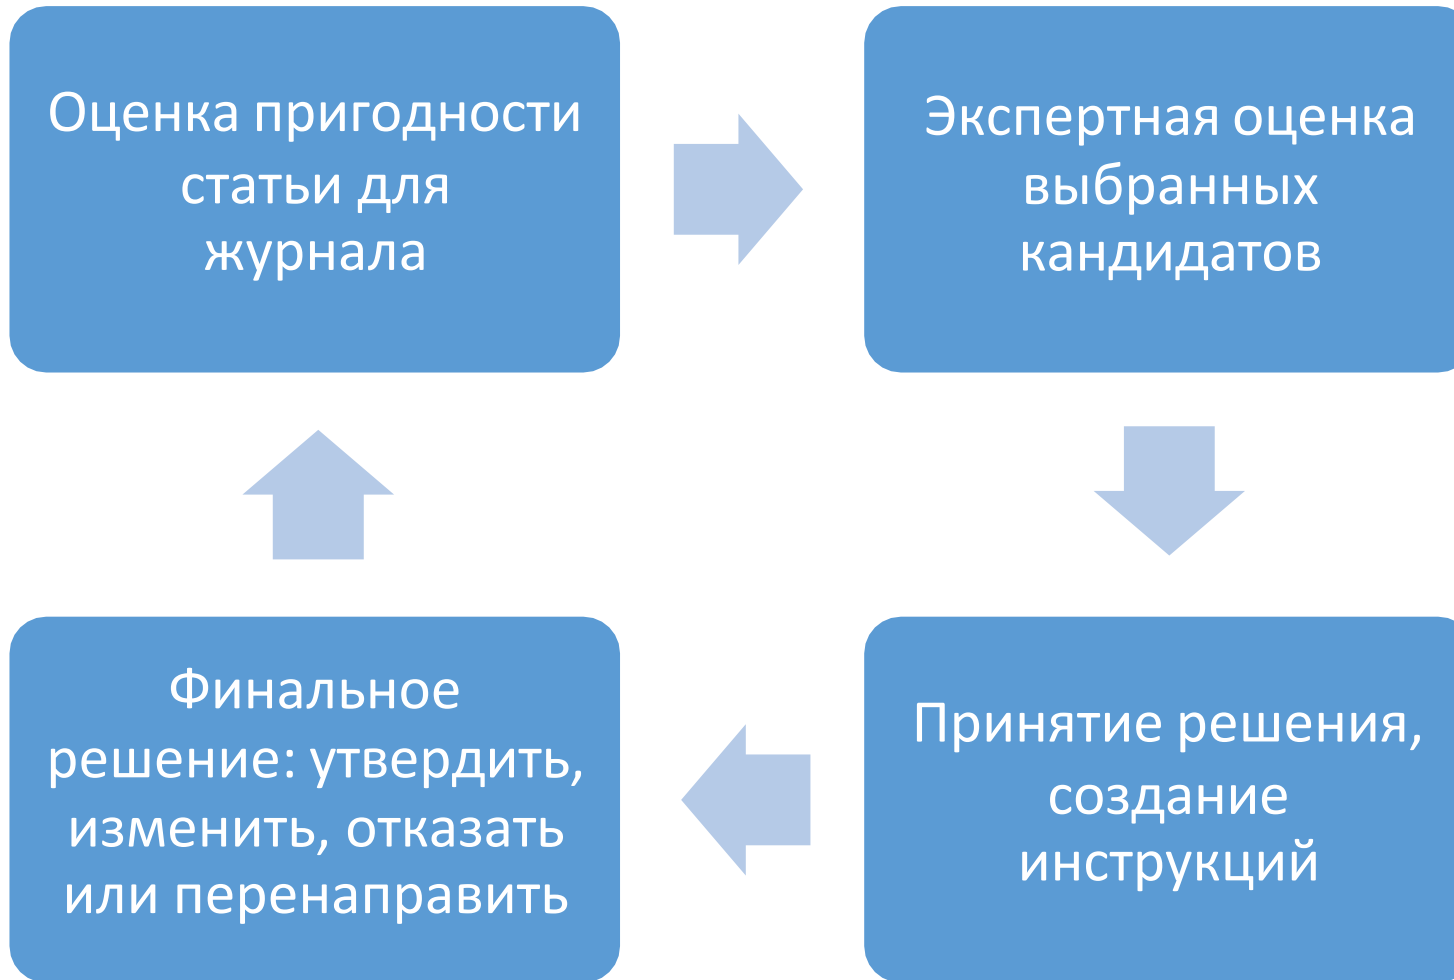 Оценка пригодности
статьи для
журнала
Экспертная оценка
выбранных
кандидатов
Принятие решения,
создание
инструкций
Финальное
решение: утвердить,
изменить, отказать
или перенаправить